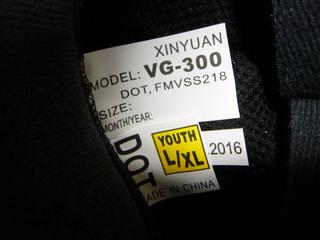 XINYUAN
MODEL: VG-300
DOT, FMVSS218
SIZE:
MONTH/YEAR:
YOUTH
L/XL
.2016
DOT
MADE IN CHINA